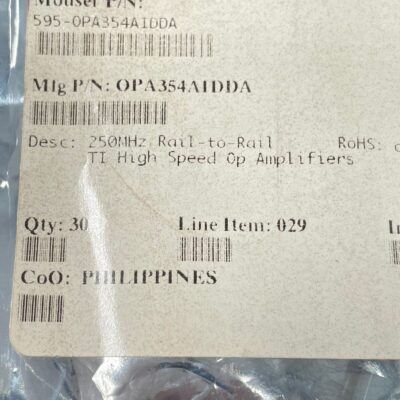 Mouser P/N:
595-OPA354AIDDA
Mfg P/N: OPA354AIDDA
Desc: 250MHz Rail-to-Rail RoHS:
TI High Speed Op Amplifiers
Qty: 30 Line Item: 029
CoO: PHILIPPINES